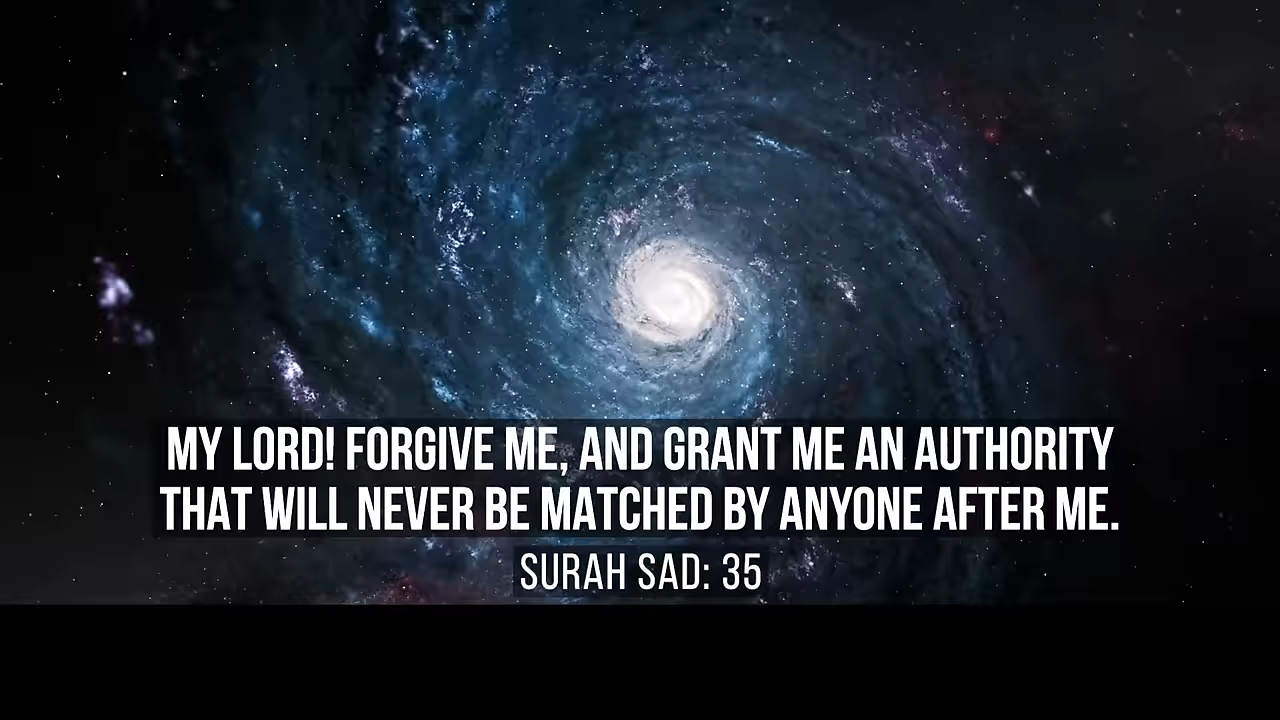 MY LORD! FORGIVE ME, AND GRANT ME AN AUTHORITY
THAT WILL NEVER BE MATCHED BY ANYONE AFTER ME.
SURAH SAD: 35